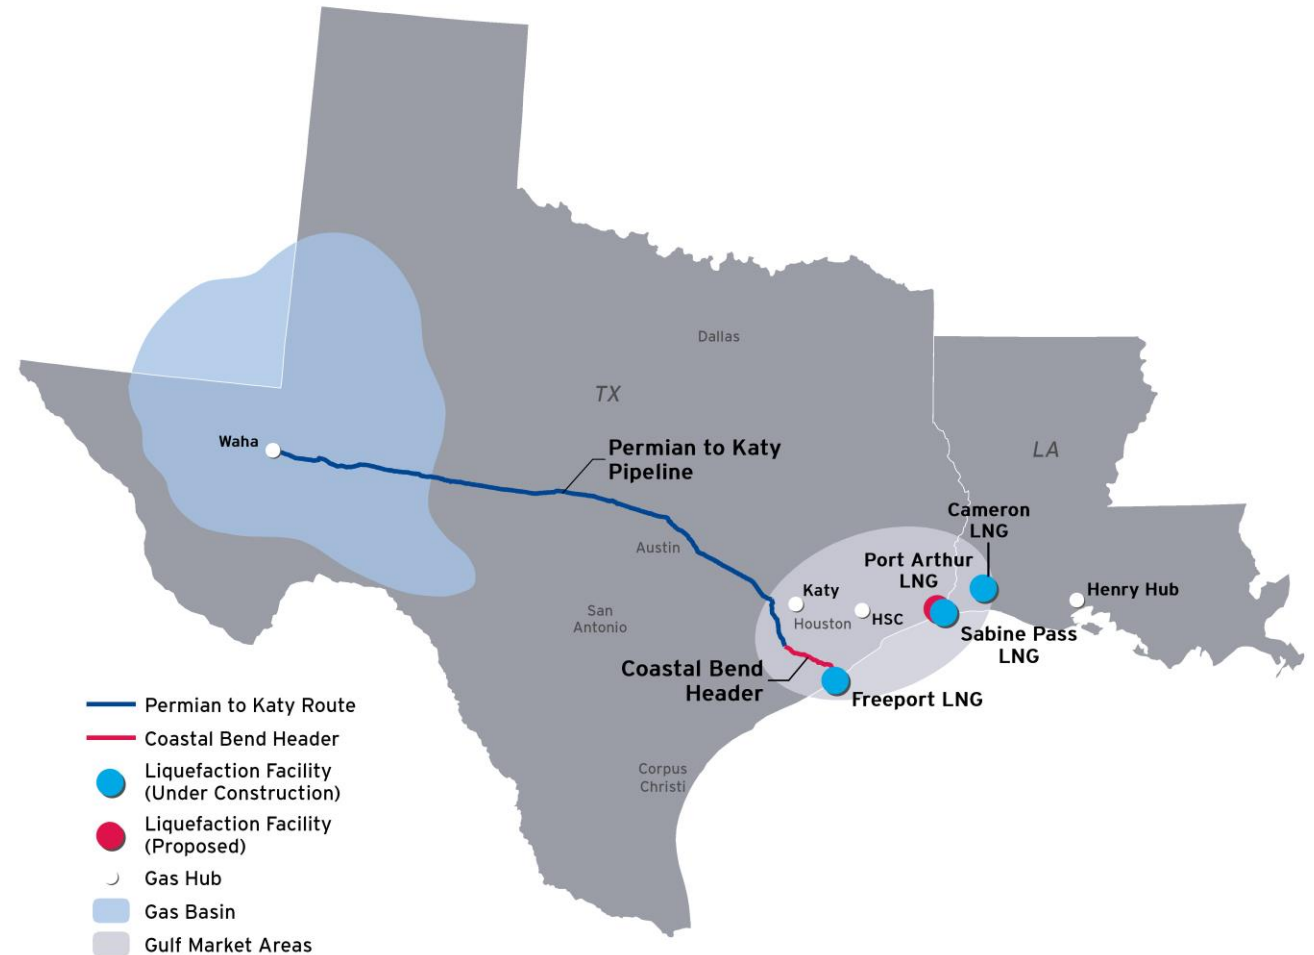 Dallas
TX
Waha
Permian to Katy
Pipeline
LA
Cameron
LNG
Austin
Port Arthur
LNG
Katy
Henry Hub
San
Antonio
Houston
HSC
Sabine Pass
LNG
Coastal Bend
Header
Freeport LNG
Corpus
Christi
Permian to Katy Route
Coastal Bend Header
Liquefaction Facility
(Under Construction)
Liquefaction Facility
(Proposed)
Gas Hub
Gas Basin
Gulf Market Areas